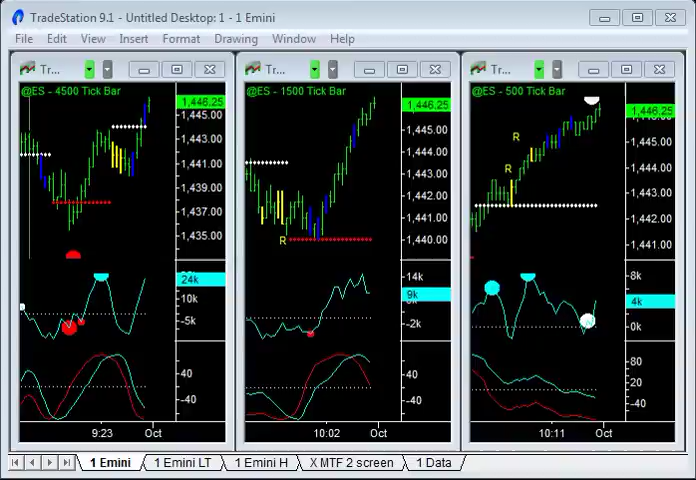 TradeStation 9.1 - Untitled Desktop: 1 - 1 Emini
File Edit View Insert Format Drawing Window Help
Tr...
@ES - 4500 Tick Bar
1,446.25
1,445.00
1,443.00
1,441.00
1,439.00
1,437.00
1,435.00
24k
10k
-5k
40
-40
9:23 Oct
Tr...
@ES - 1500 Tick Bar
1,446.25
1,445.00
1,443.00
1,442.00
1,441.00
1,440.00
R
14k
9k
-2k
40
-40
10:02 Oct
Tr...
@ES - 500 Tick Bar
1,446.25
1,445.00
1,444.00
1,443.00
1,442.00
1,441.00
R
R
8k
4k
0k
80
20
-40
10:11 Oct
1 Emini 1 Emini LT 1 Emini H X MTF 2 screen 1 Data